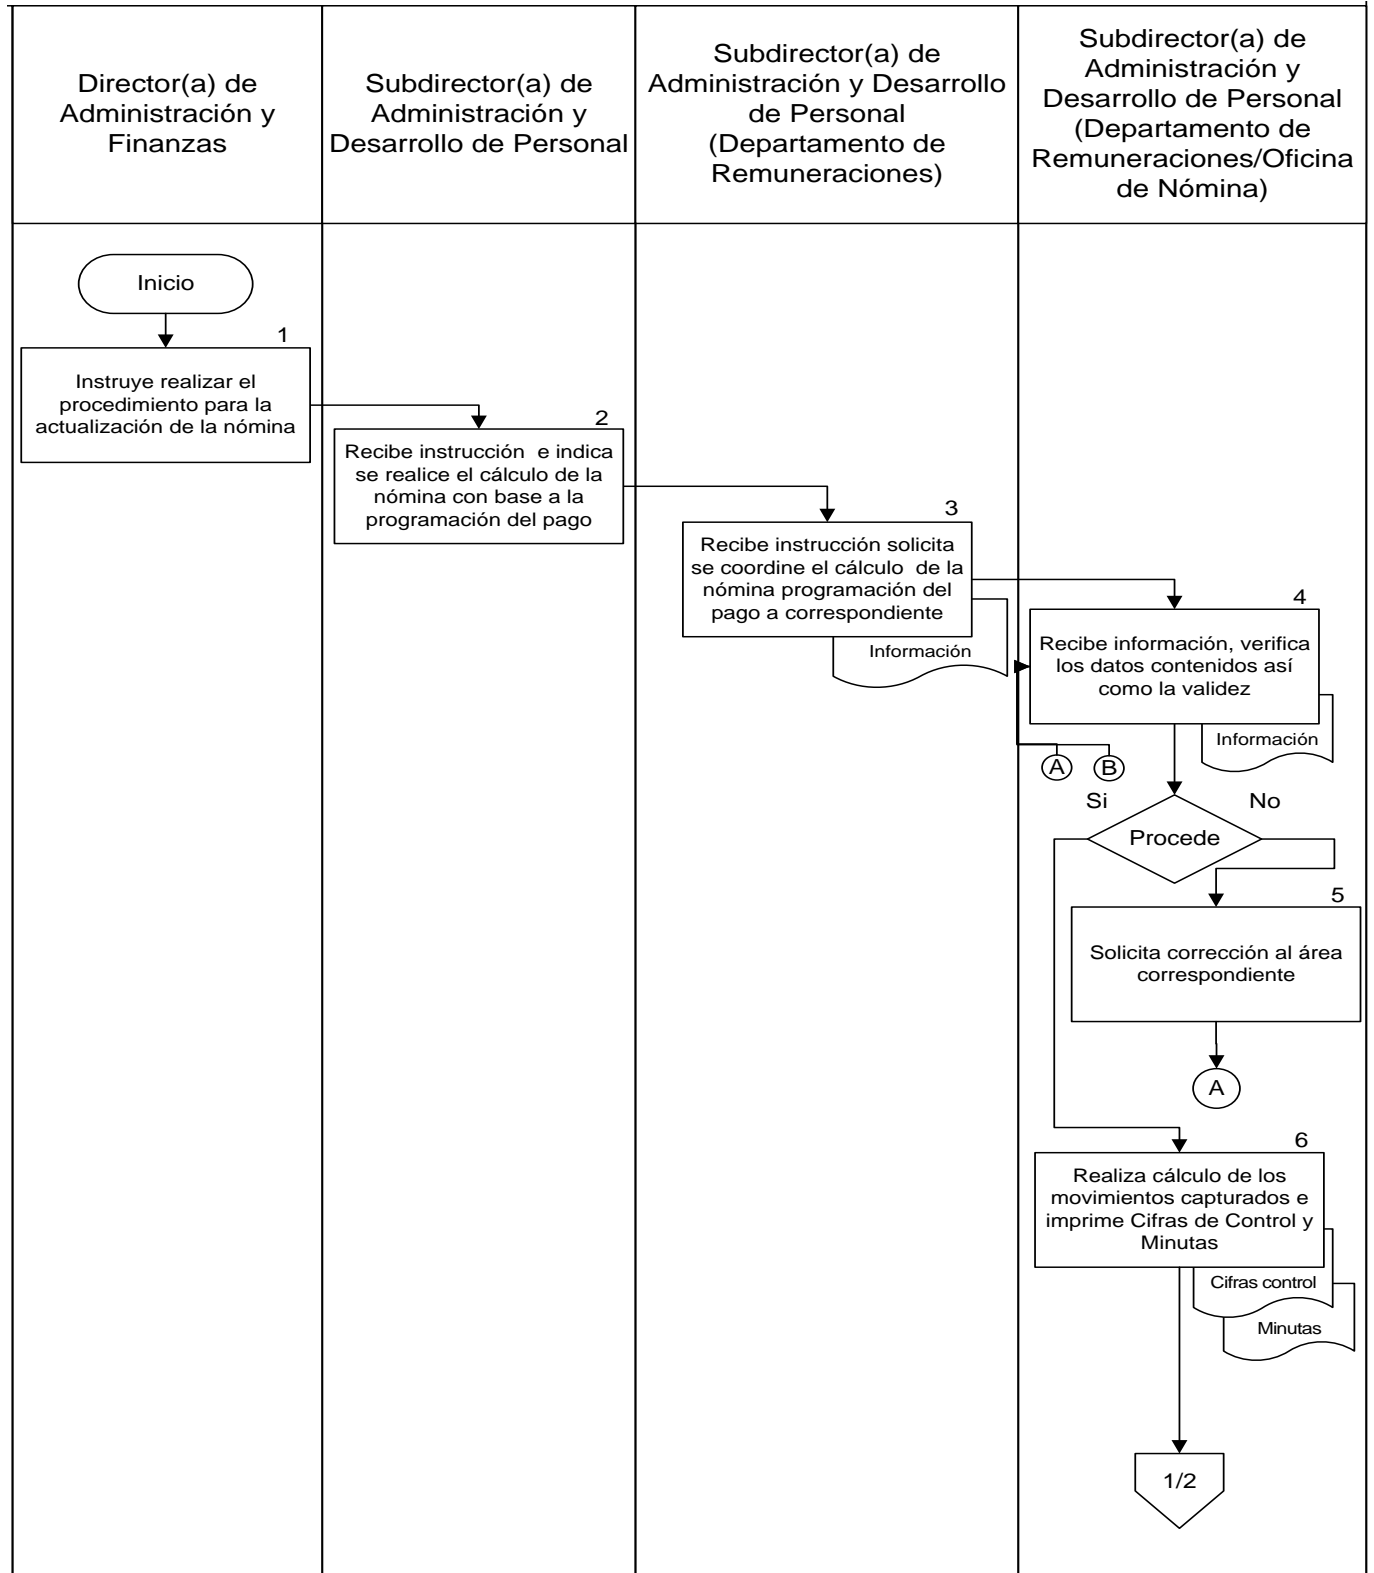 Director(a) de
Administración y
Finanzas
Subdirector(a) de
Administración y
Desarrollo de Personal
Subdirector(a) de
Administración y Desarrollo
de Personal
(Departamento de
Remuneraciones)
Subdirector(a) de
Administración y
Desarrollo de Personal
(Departamento de
Remuneraciones/Oficina
de Nómina)
Inicio
1
Instruye realizar el
procedimiento para la
actualización de la nómina
2
Recibe instrucción e indica
se realice el cálculo de la
nómina con base a la
programación del pago
3
Recibe instrucción solicita
se coordine el cálculo de la
nómina programación del
pago a correspondiente
Información
4
Recibe información, verifica
los datos contenidos así
como la validez
Información
A
B
Si
No
Procede
5
Solicita corrección al área
correspondiente
A
6
Realiza cálculo de los
movimientos capturados e
imprime Cifras de Control y
Minutas
Cifras control
Minutas
1/2